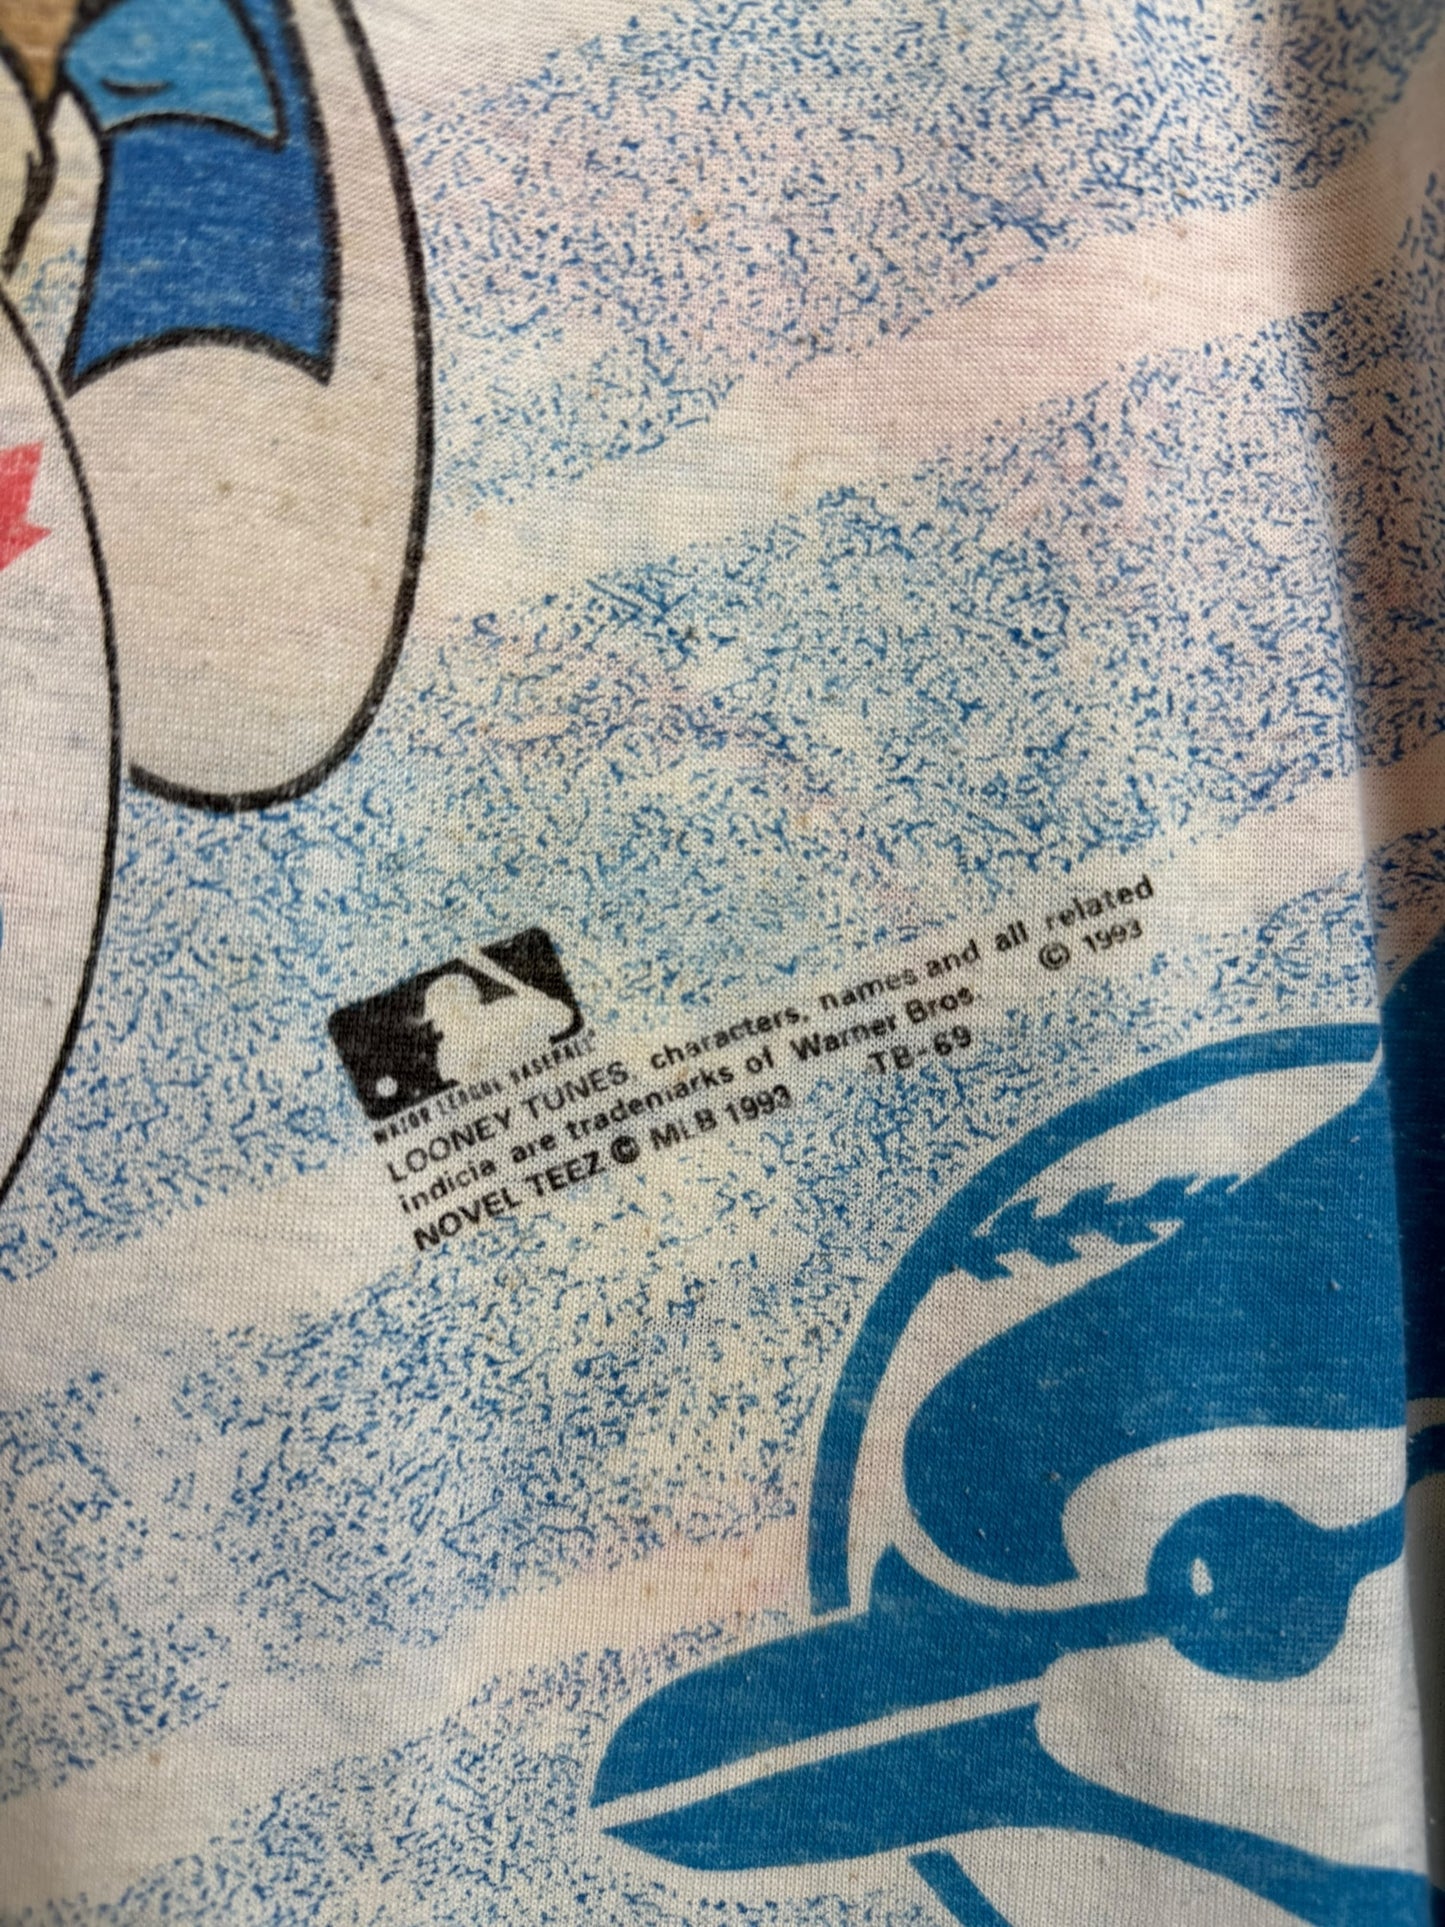 MAJOR LEAGUE BASEBALL®
LOONEY TUNES, characters, names and all related
indicia are trademarks of Warner Bros. © 1993
NOVEL TEEZ © MLB 1993 TB-69